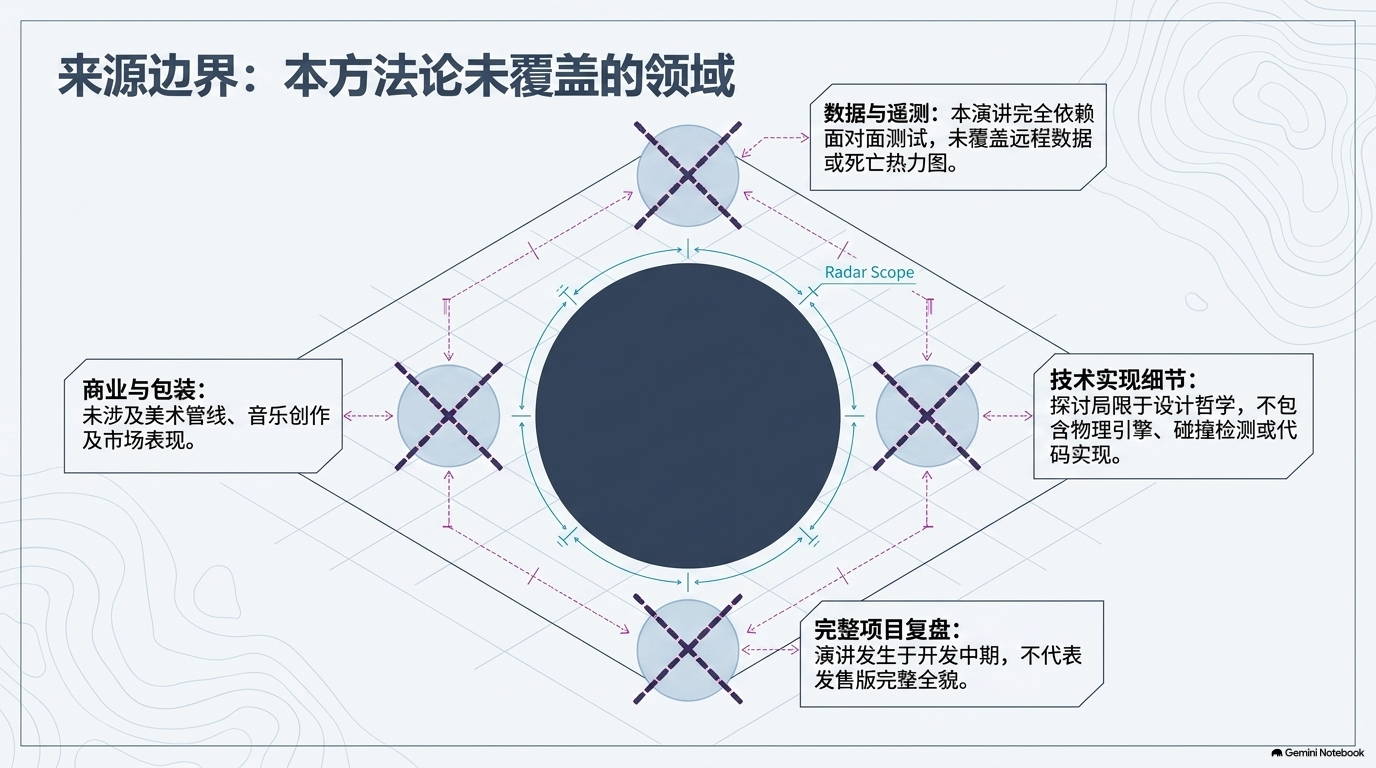 来源边界：本方法论未覆盖的领域
数据与遥测：本演讲完全依赖
面对面测试，未覆盖远程数据
或死亡热力图。
Radar Scope
商业与包装：
未涉及美术管线、音乐创作
及市场表现。
技术实现细节：
探讨局限于设计哲学，不包
含物理引擎、碰撞检测或代
码实现。
完整项目复盘：
演讲发生于开发中期，不代表
发售版完整全貌。
Gemini Notebook